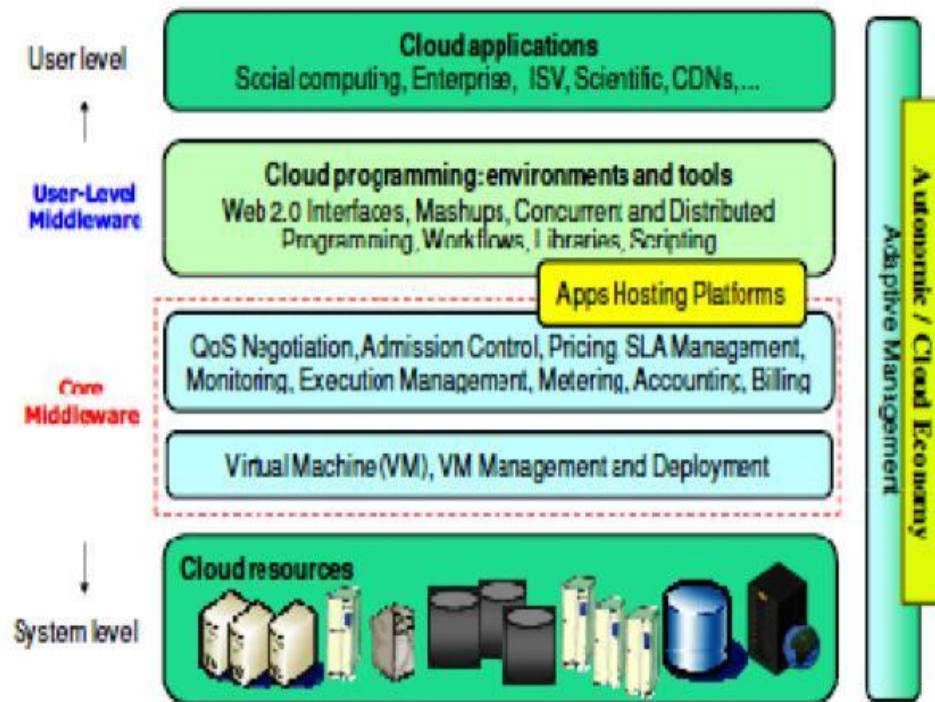 User level
Cloud applications
Social computing, Enterprise, ISV, Scientific, CDNs,...
User-Level
Middleware
Cloud programming: environments and tools
Web 2.0 Interfaces, Mashups, Concurrent and Distributed
Programming, Workflows, Libraries, Scripting
Apps Hosting Platforms
Core
Middleware
QoS Negotiation, Admission Control, Pricing, SLA Management,
Monitoring, Execution Management, Metering, Accounting, Billing
Virtual Machine (VM), VM Management and Deployment
System level
Cloud resources
Adaptive Management
Autonomic / Cloud Economy